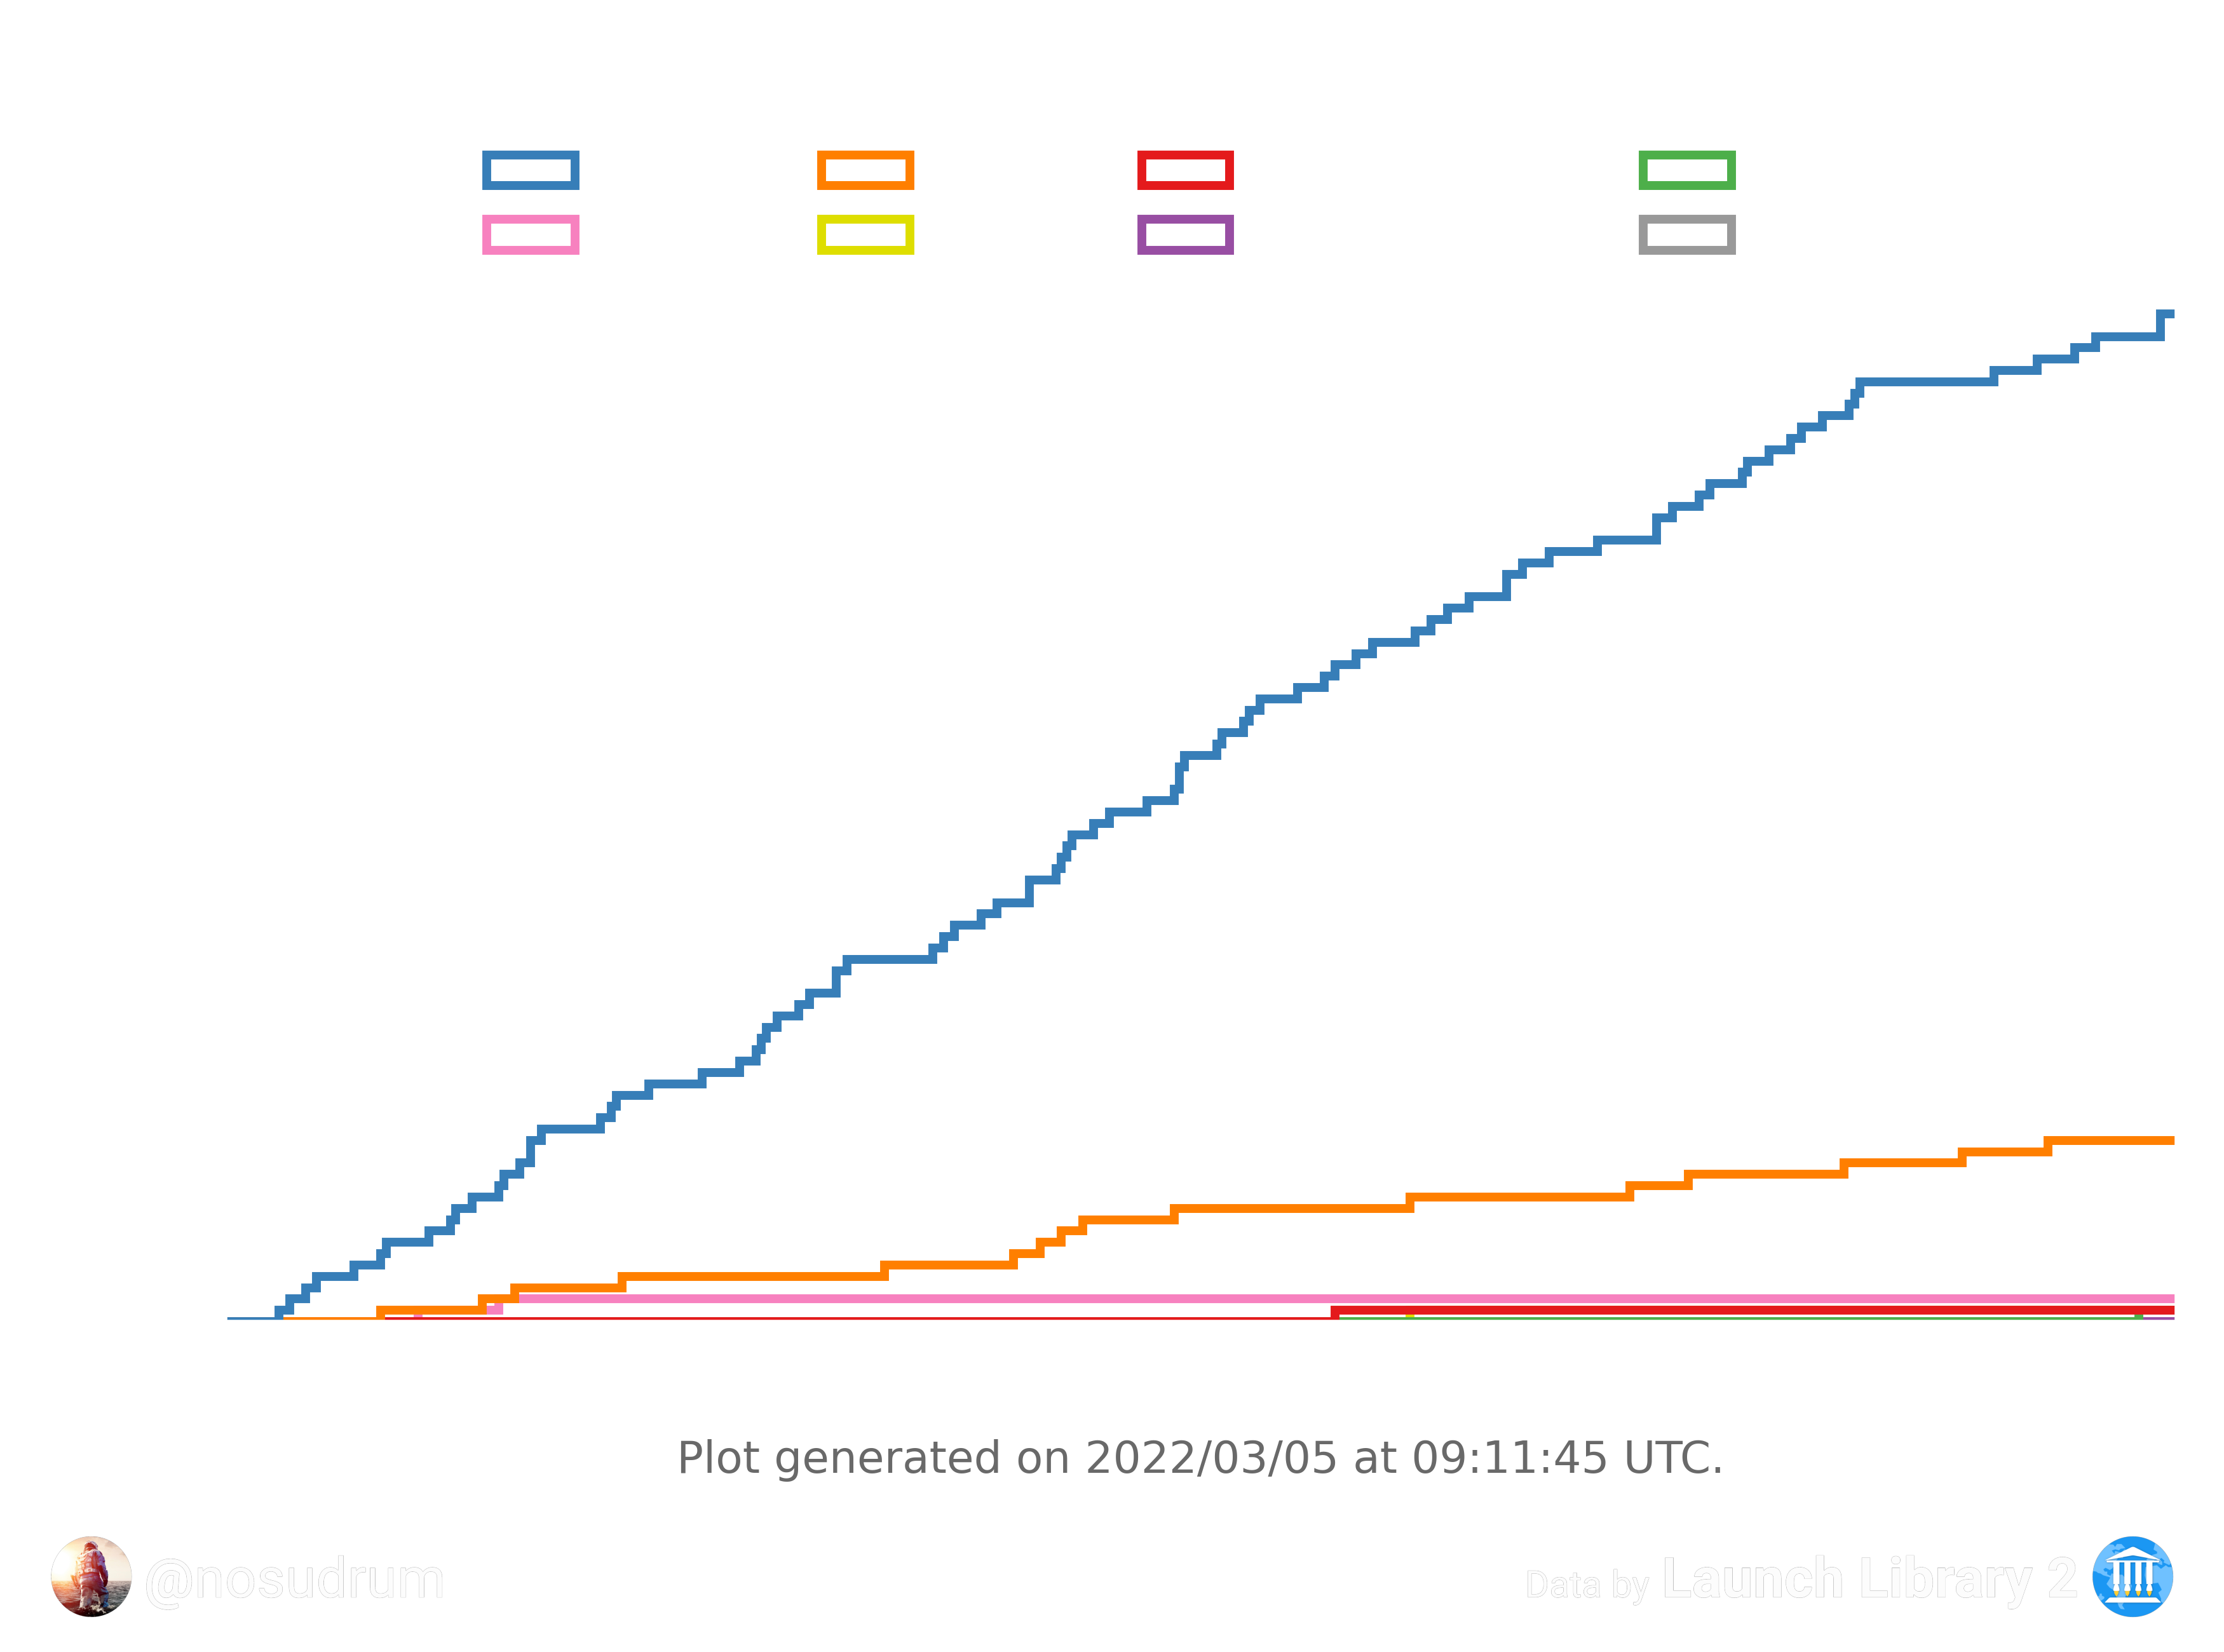 Plot generated on 2022/03/05 at 09:11:45 UTC.
@nosudrum
Data by Launch Library 2